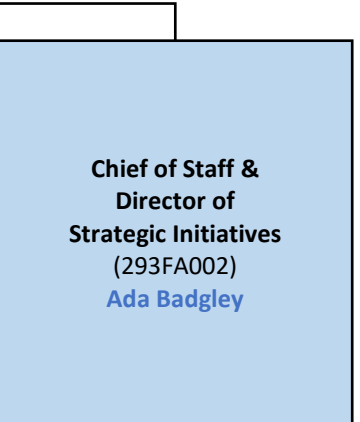 Chief of Staff &
Director of
Strategic Initiatives
(293FA002)
Ada Badgley